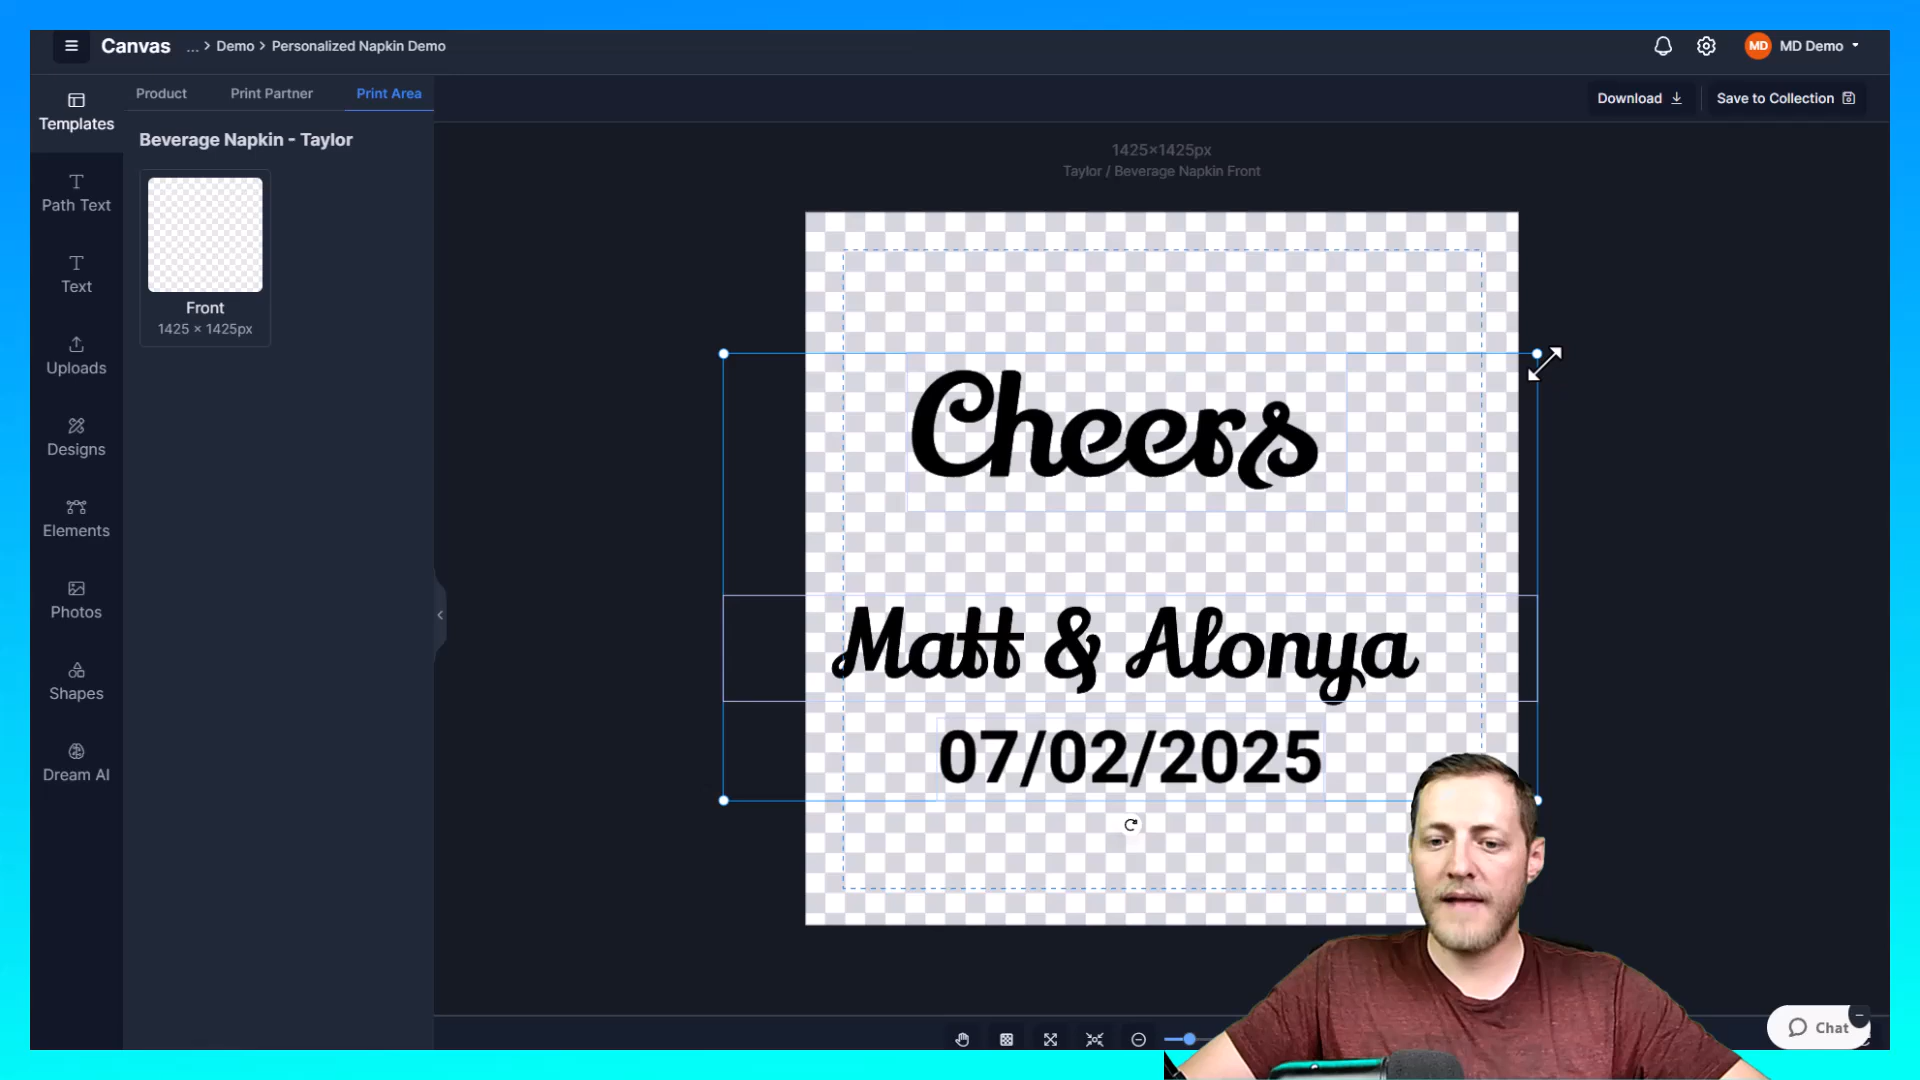 Canvas ... > Demo > Personalized Napkin Demo
MD MD Demo
Product Print Partner Print Area
Download Save to Collection
Templates
Beverage Napkin - Taylor
1425×1425px
Taylor / Beverage Napkin Front
Path Text
Text
Front
1425 × 1425px
Uploads
Designs
Elements
Photos
Shapes
Dream AI
Cheers
Matt & Alonya
07/02/2025
Chat